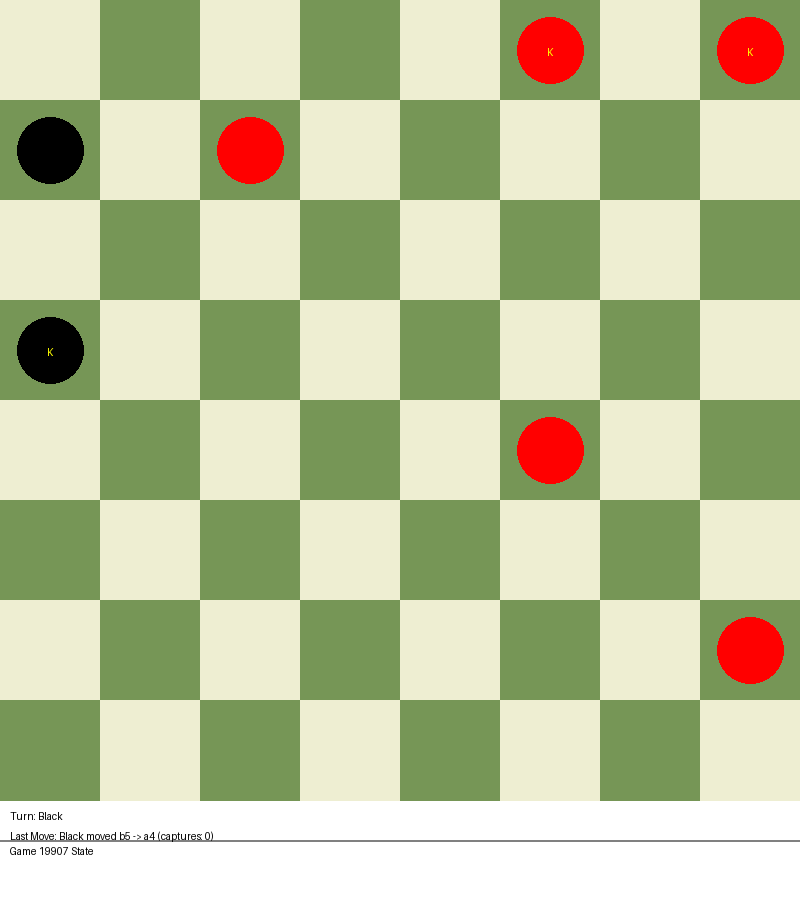 K K
K
Turn: Black
Last Move: Black moved b5 -> a4 (captures: 0)
Game 19907 State